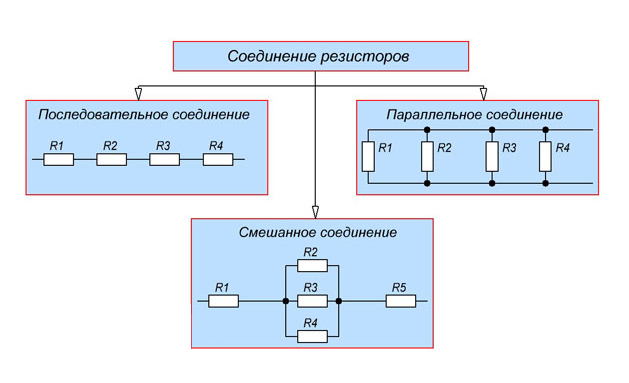 Соединение резисторов
Последовательное соединение
R1 R2 R3 R4
Параллельное соединение
R1 R2 R3 R4
Смешанное соединение
R2
R1 R3 R5
R4